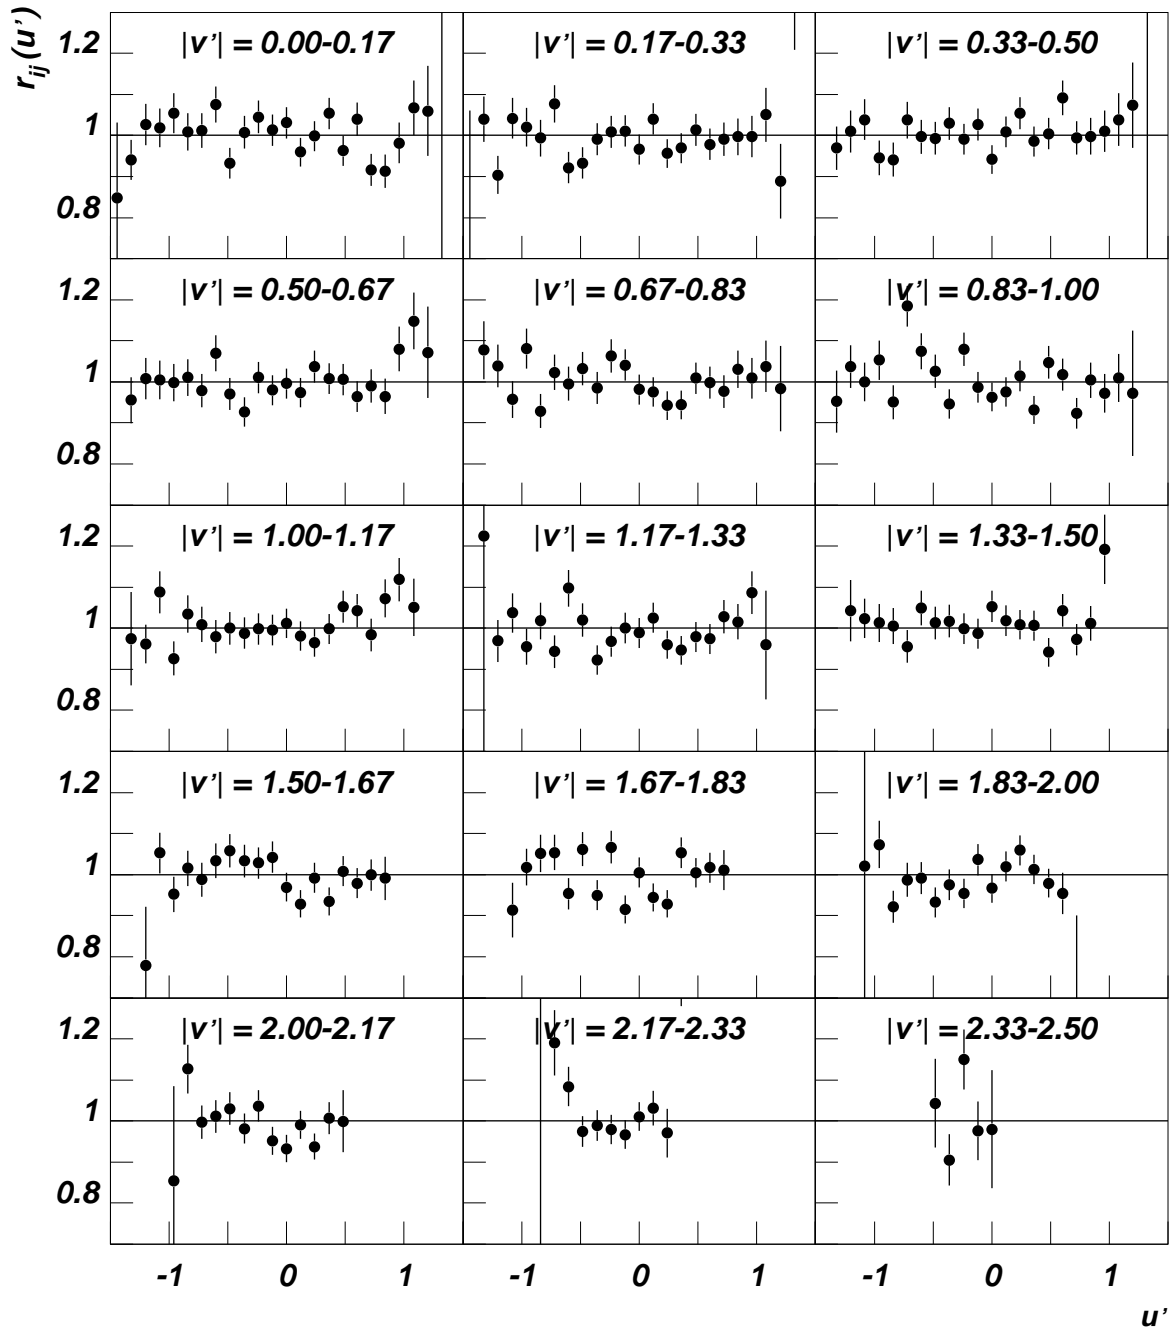 r_ij (u’)
1.2 |v’| = 0.00-0.17 |v’| = 0.17-0.33 |v’| = 0.33-0.50
1
0.8
1.2 |v’| = 0.50-0.67 |v’| = 0.67-0.83 |v’| = 0.83-1.00
1
0.8
1.2 |v’| = 1.00-1.17 |v’| = 1.17-1.33 |v’| = 1.33-1.50
1
0.8
1.2 |v’| = 1.50-1.67 |v’| = 1.67-1.83 |v’| = 1.83-2.00
1
0.8
1.2 |v’| = 2.00-2.17 |v’| = 2.17-2.33 |v’| = 2.33-2.50
1
0.8
-1 0 1 -1 0 1 -1 0 1
u’